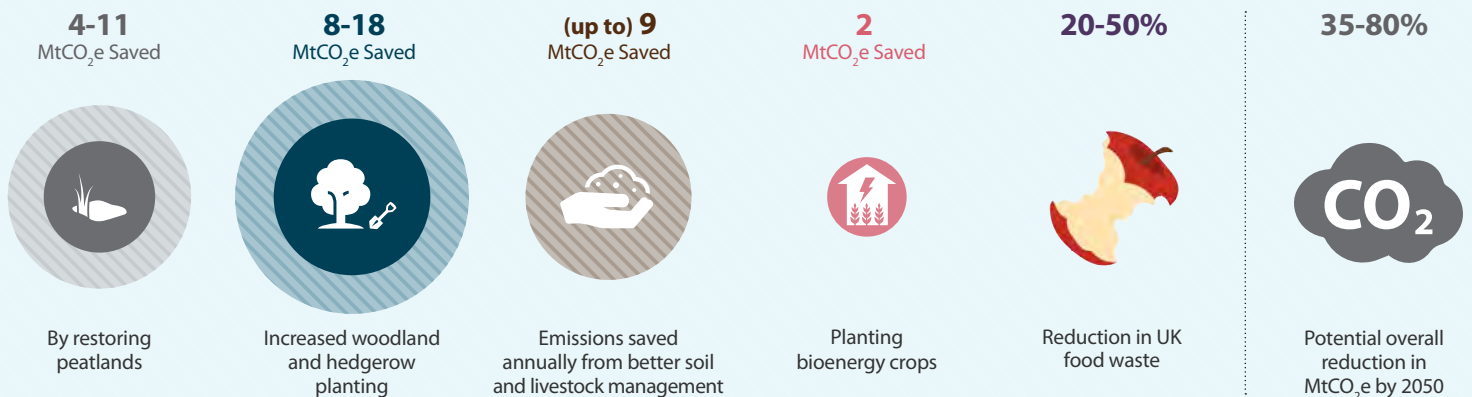 4-11
MtCO₂e Saved
By restoring
peatlands
8-18
MtCO₂e Saved
Increased woodland
and hedgerow
planting
(up to) 9
MtCO₂e Saved
Emissions saved
annually from better soil
and livestock management
2
MtCO₂e Saved
Planting
bioenergy crops
20-50%
Reduction in UK
food waste
35-80%
CO₂
Potential overall
reduction in
MtCO₂e by 2050